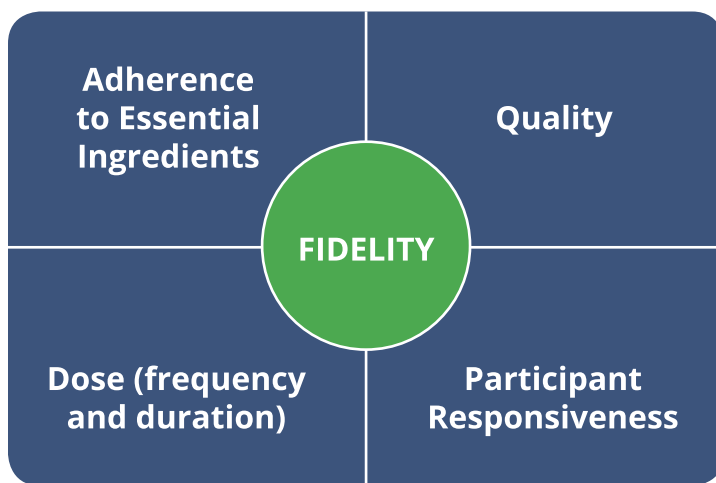 Adherence
to Essential
Ingredients
Quality
FIDELITY
Dose (frequency
and duration)
Participant
Responsiveness